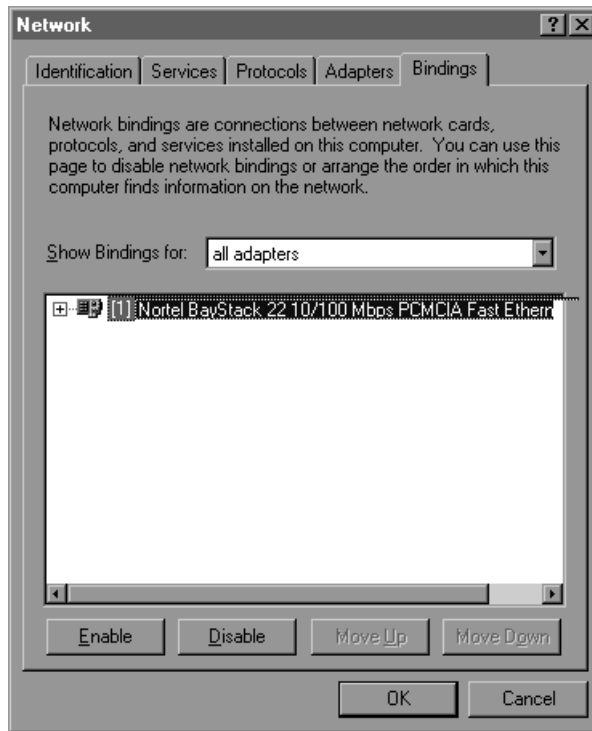 Network
Identification Services Protocols Adapters Bindings
Network bindings are connections between network cards,
protocols, and services installed on this computer. You can use this
page to disable network bindings or arrange the order in which this
computer finds information on the network.
Show Bindings for: all adapters
[1] Nortel BayStack 22 10/100 Mbps PCMCIA Fast Ethern
Enable Disable Move Up Move Down
OK Cancel